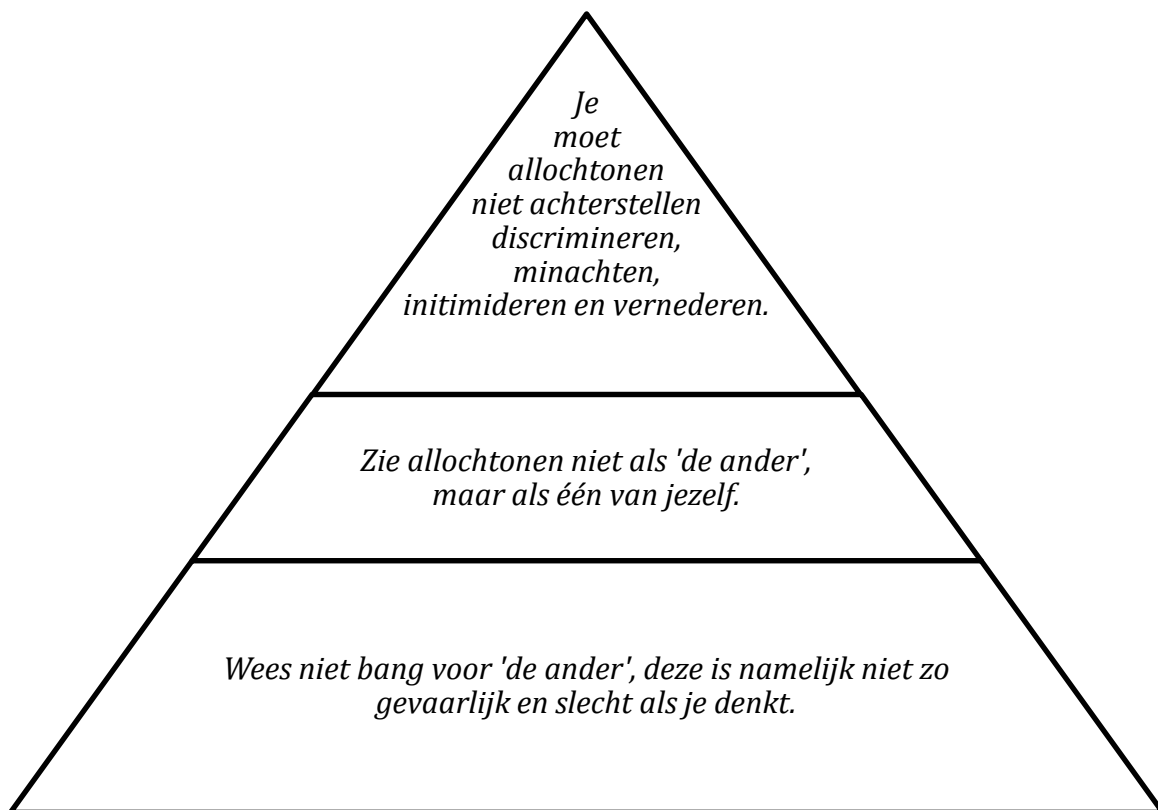 Je
moet
allochtonen
niet achterstellen
discrimineren,
minachten,
initimideren en vernederen.
Zie allochtonen niet als 'de ander',
maar als één van jezelf.
Wees niet bang voor 'de ander', deze is namelijk niet zo
gevaarlijk en slecht als je denkt.